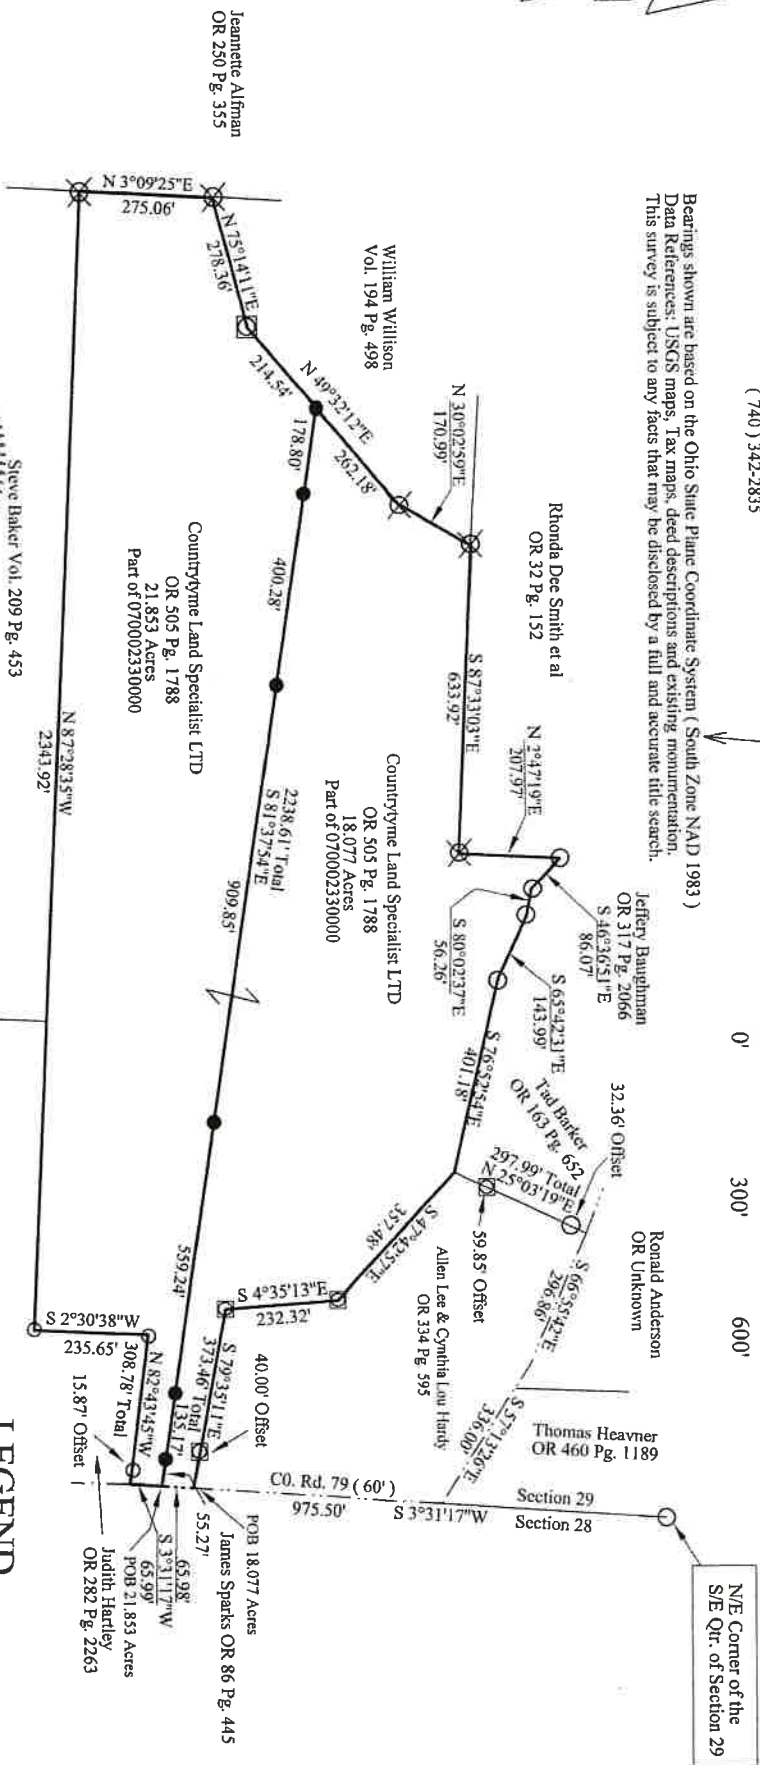 ( 740 ) 342-2835
Bearings shown are based on the Ohio State Plane Coordinate System ( South Zone NAD 1983 )
Data References: USGS maps, Tax maps, deed descriptions and existing monumentation.
This survey is subject to any facts that may be disclosed by a full and accurate title search.
0'
300'
600'
N/E Corner of the
S/E Qtr. of Section 29
Jeannette Alfman
OR 250 Pg. 355
N 3°09'25"E
275.06'
N 75°14'11"E
278.36'
William Willison
Vol. 194 Pg. 498
N 49°32'12"E
214.54'
262.18'
N 30°02'59"E
170.99'
Rhonda Dee Smith et al
OR 32 Pg. 152
S 87°33'03"E
633.92'
N 2°47'19"E
207.97'
Jeffery Baughman
OR 317 Pg. 2066
S 46°36'51"E
86.07'
S 80°02'37"E
56.26'
S 65°42'31"E
143.99'
S 76°52'54"E
401.18'
Tad Barker
OR 163 Pg. 652
32.36' Offset
297.99' Total
N 25°03'19"E
59.85' Offset
Ronald Anderson
OR Unknown
S 66°55'42"E
296.86'
S 57°13'26"E
336.00'
Thomas Heavner
OR 460 Pg. 1189
Section 29
Section 28
C0. Rd. 79 ( 60' )
975.50'
S 3°31'17"W
Allen Lee & Cynthia Lou Hardy
OR 334 Pg 595
S 47°42'57"E
357.48'
S 4°35'13"E
232.32'
S 79°35'11"E
373.46' Total
40.00' Offset
POB 18.077 Acres
James Sparks OR 86 Pg. 445
55.27'
65.98'
S 3°31'17"W
65.99'
POB 21.853 Acres
Judith Hartley
OR 282 Pg. 2263
178.80'
400.28'
2238.61' Total
S 81°37'54"E
909.85'
559.24'
135.17'
Countrytyme Land Specialist LTD
OR 505 Pg. 1788
18.077 Acres
Part of 070002330000
Countrytyme Land Specialist LTD
OR 505 Pg. 1788
21.853 Acres
Part of 070002330000
N 82°43'45"W
308.78' Total
15.87' Offset
S 2°30'38"W
235.65'
N 87°28'35"W
2343.92'
Steve Baker Vol. 209 Pg. 453
LEGEND